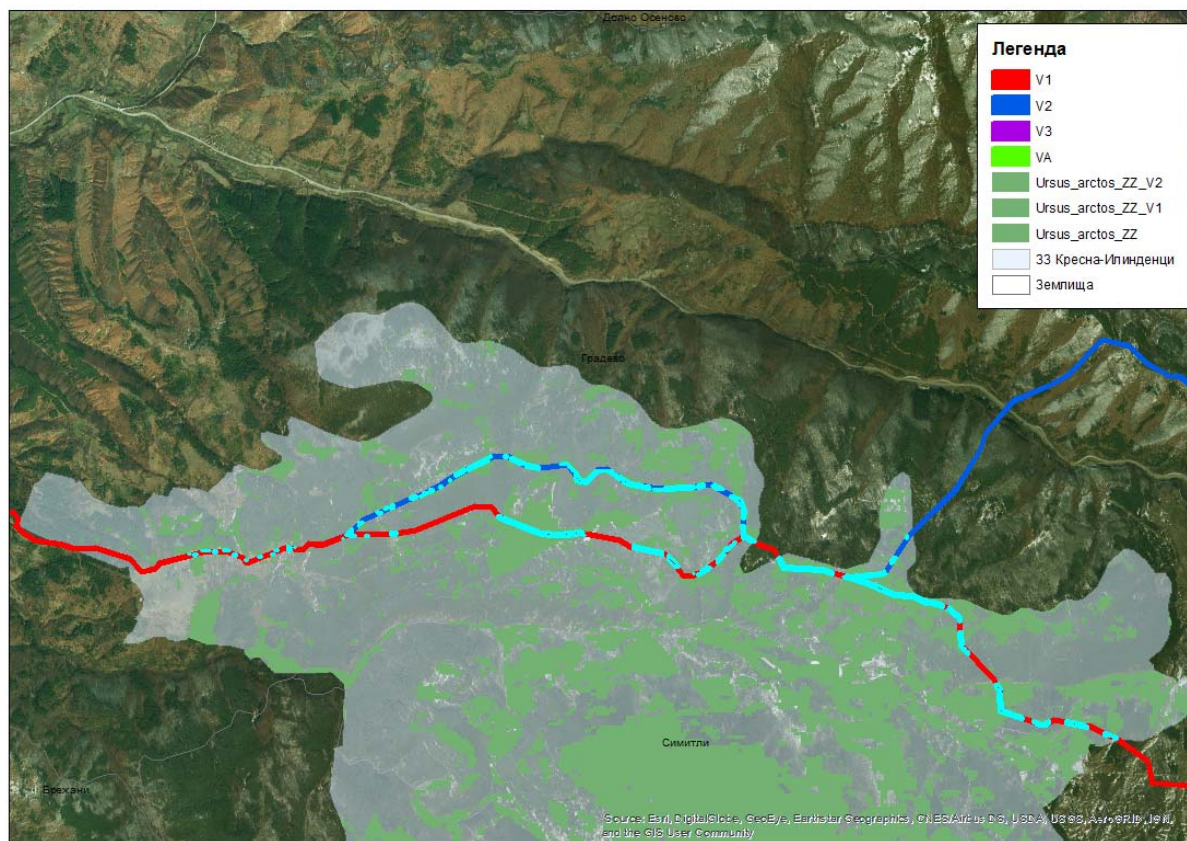 Долно Осеново
Легенда
V1
V2
V3
VA
Ursus_arctos_ZZ_V2
Ursus_arctos_ZZ_V1
Ursus_arctos_ZZ
ЗЗ Кресна-Илинденци
Землища
Градево
Симитли
Брежани
Source: Esri, DigitalGlobe, GeoEye, Earthstar Geographics, CNES/Airbus DS, USDA, USGS, AeroGRID, IGN,
and the GIS User Community